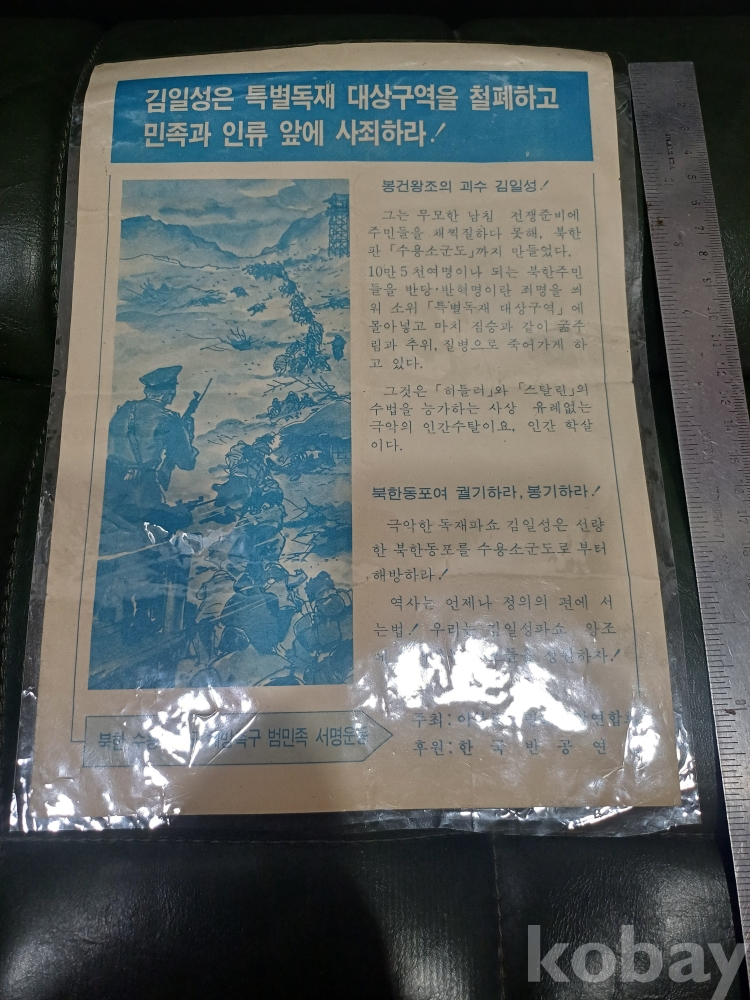 김일성은 특별독재 대상구역을 철폐하고
민족과 인류 앞에 사죄하라!
봉건왕조의 괴수 김일성!
그는 무모한 남침 전쟁준비에
주민들을 채찍질하다 못해, 북한
판 「수용소군도」까지 만들었다.
10만 5천여명이나 되는 북한주민
들을 반당·반혁명이란 죄명을 씌
워 소위 「특별독재 대상구역」에
몰아넣고 마치 짐승과 같이 굶주
림과 추위, 질병으로 죽어가게 하
고 있다.
그것은 「히틀러」와 「스탈린」의
수법을 능가하는 사상 유례없는
극악의 인간수탈이요, 인간 학살
이다.
북한동포여 궐기하라, 봉기하라!
극악한 독재파쇼 김일성은 선량
한 북한동포를 수용소군도로 부터
해방하라!
역사는 언제나 정의의 편에 서
는법! 우리는 김일성파쇼 왕조
주최:
후원:한국반공연
북한 범민족 서명운동
kobay